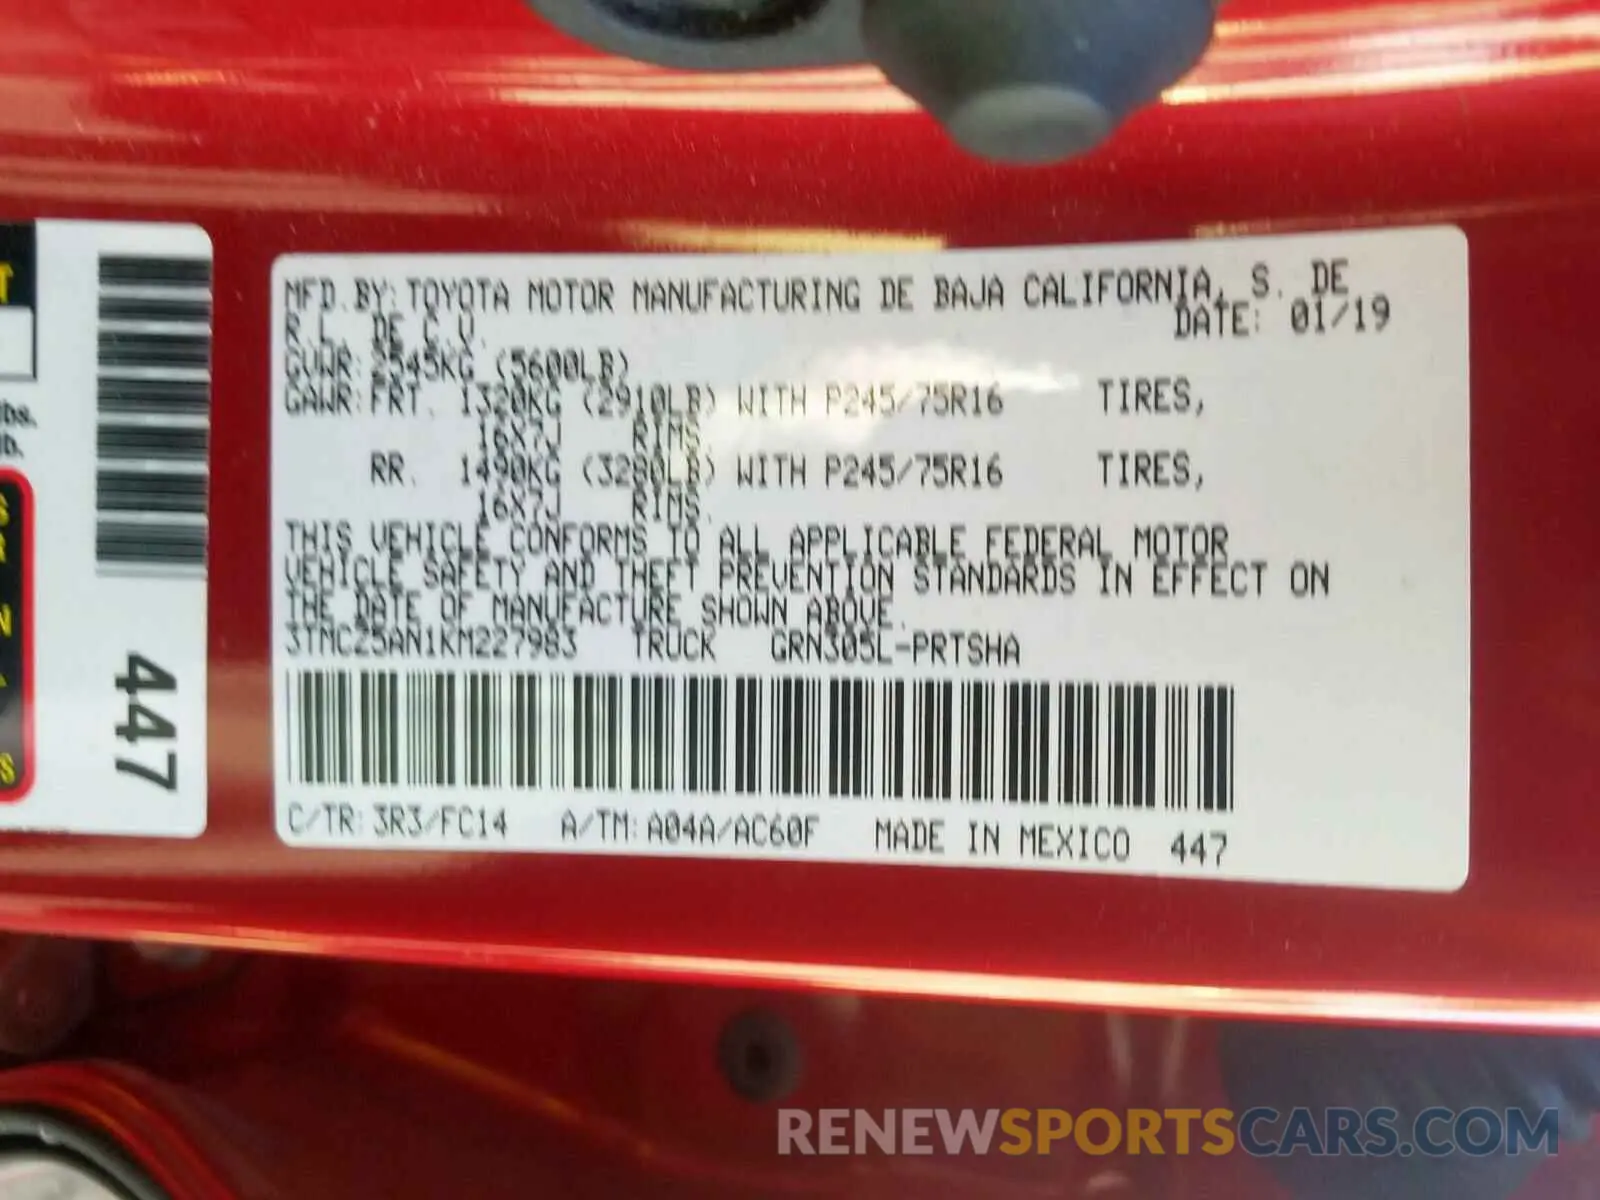 MFD. BY: TOYOTA MOTOR MANUFACTURING DE BAJA CALIFORNIA, S. DE
R.L. DE C.V. DATE: 01/19
GVWR: 2545KG (5600LB)
GAWR: FRT. 1320KG (2910LB) WITH P245/75R16 TIRES,
16X7J RIMS.
RR. 1490KG (3280LB) WITH P245/75R16 TIRES,
16X7J RIMS.
THIS VEHICLE CONFORMS TO ALL APPLICABLE FEDERAL MOTOR
VEHICLE SAFETY AND THEFT PREVENTION STANDARDS IN EFFECT ON
THE DATE OF MANUFACTURE SHOWN ABOVE.
3TMCZ5AN1KM227983 TRUCK GRN305L-PRTSHA
C/TR: 3R3/FC14 A/TM: A04A/AC60F MADE IN MEXICO 447
447
lbs.
lb.
RENEWSPORTSCARS.COM